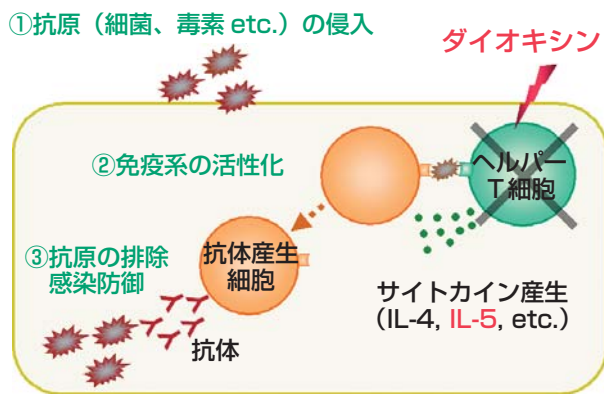 ①抗原（細菌、毒素 etc.）の侵入
ダイオキシン
②免疫系の活性化
ヘルパー
T細胞
③抗原の排除
感染防御
抗体産生
細胞
サイトカイン産生
（IL-4, IL-5, etc.）
抗体